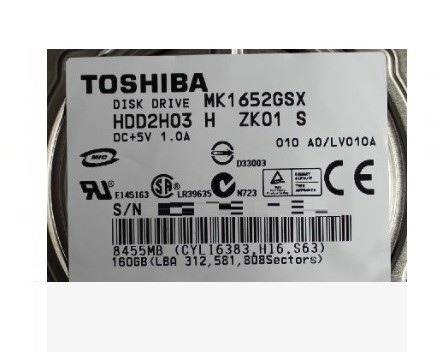 TOSHIBA
DISK DRIVE MK1652GSX
HDD2H03 H ZK01 S
DC+5V 1.0A
010 A0/LV010A
MIC
D33003
E145163 LR39635 N723
S/N
8455MB (CYL16383,H16,S63)
160GB(LBA 312,581,808Sectors)